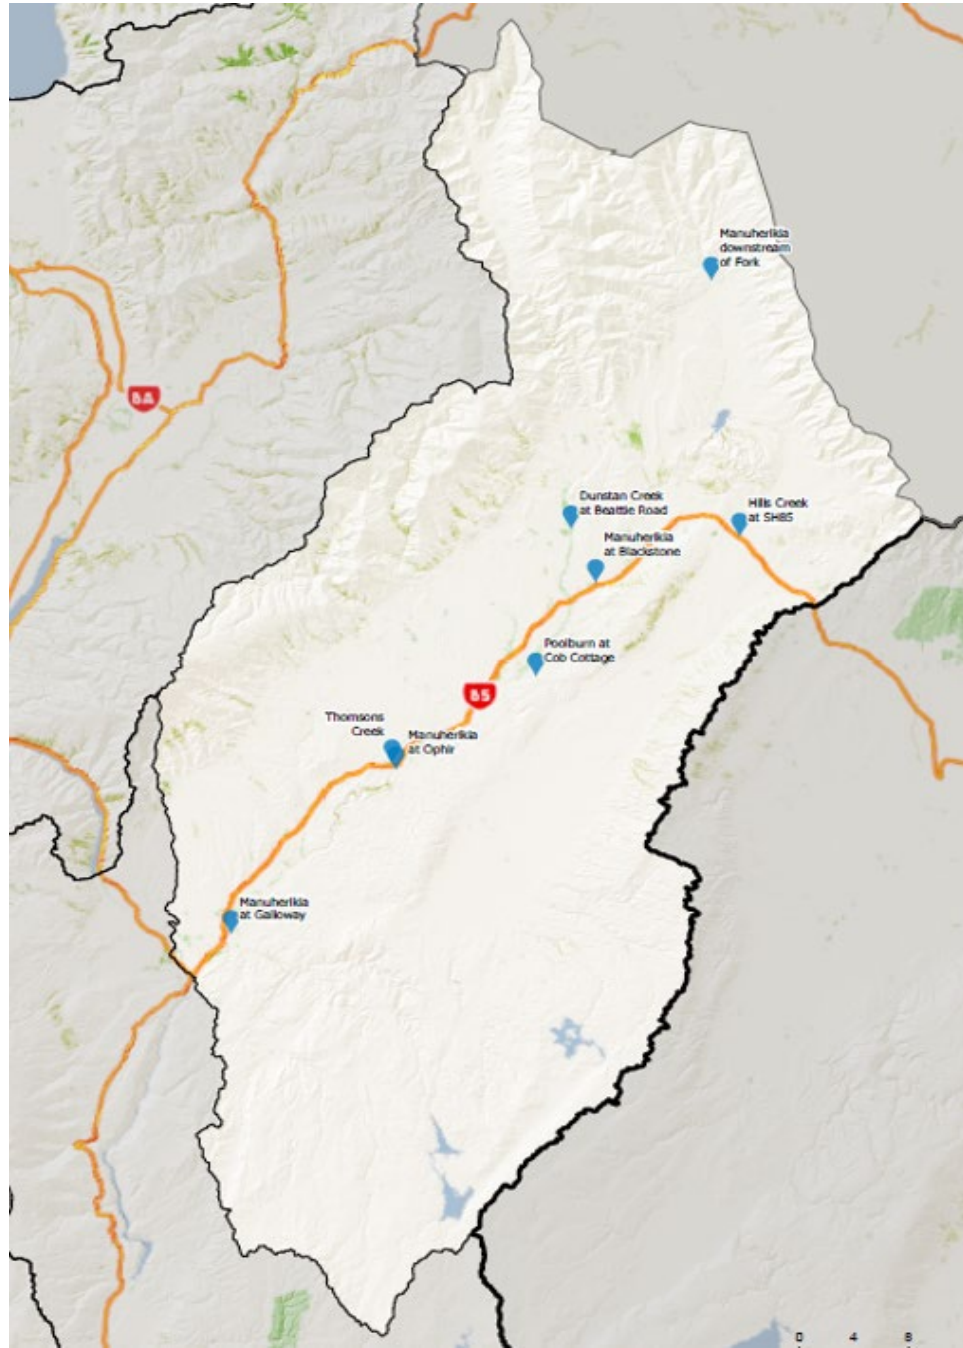 Manuherikia
downstream
of Fork
8A
Dunstan Creek
at Beattie Road
Hills Creek
at SH85
Manuherikia
at Blackstone
Poolburn at
Cob Cottage
85
Thomsons
Creek
Manuherikia
at Ophir
Manuherikia
at Galloway
0 4 8